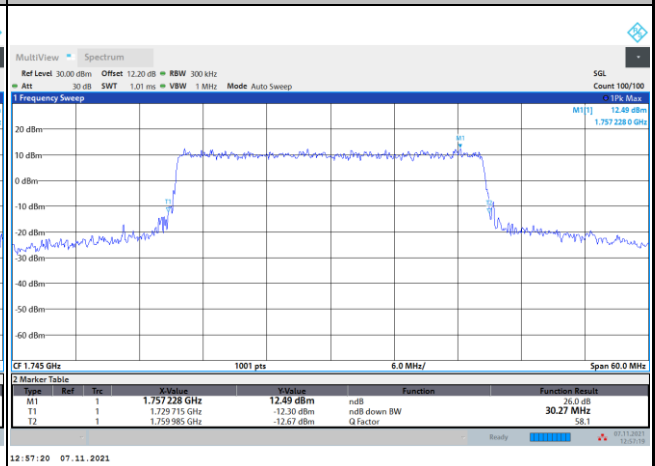 MultiView Spectrum
Ref Level 30.00 dBm Offset 12.20 dB RBW 300 kHz SGL
Att 30 dB SWT 1.01 ms VBW 1 MHz Mode Auto Sweep Count 100/100
1 Frequency Sweep 1Pk Max
M1[1] 12.49 dBm
1.757 228 0 GHz
20 dBm
M1
10 dBm
0 dBm
T1
T2
-10 dBm
-20 dBm
-30 dBm
-40 dBm
-50 dBm
-60 dBm
CF 1.745 GHz 1001 pts 6.0 MHz/ Span 60.0 MHz
2 Marker Table
Type Ref Trc X-Value Y-Value Function Function Result
M1 1 1.757 228 GHz 12.49 dBm ndB 26.0 dB
T1 1 1.729 715 GHz -12.30 dBm ndB down BW 30.27 MHz
T2 1 1.759 985 GHz -12.67 dBm Q Factor 58.1
Ready 07.11.2021
12:57:19
12:57:20 07.11.2021